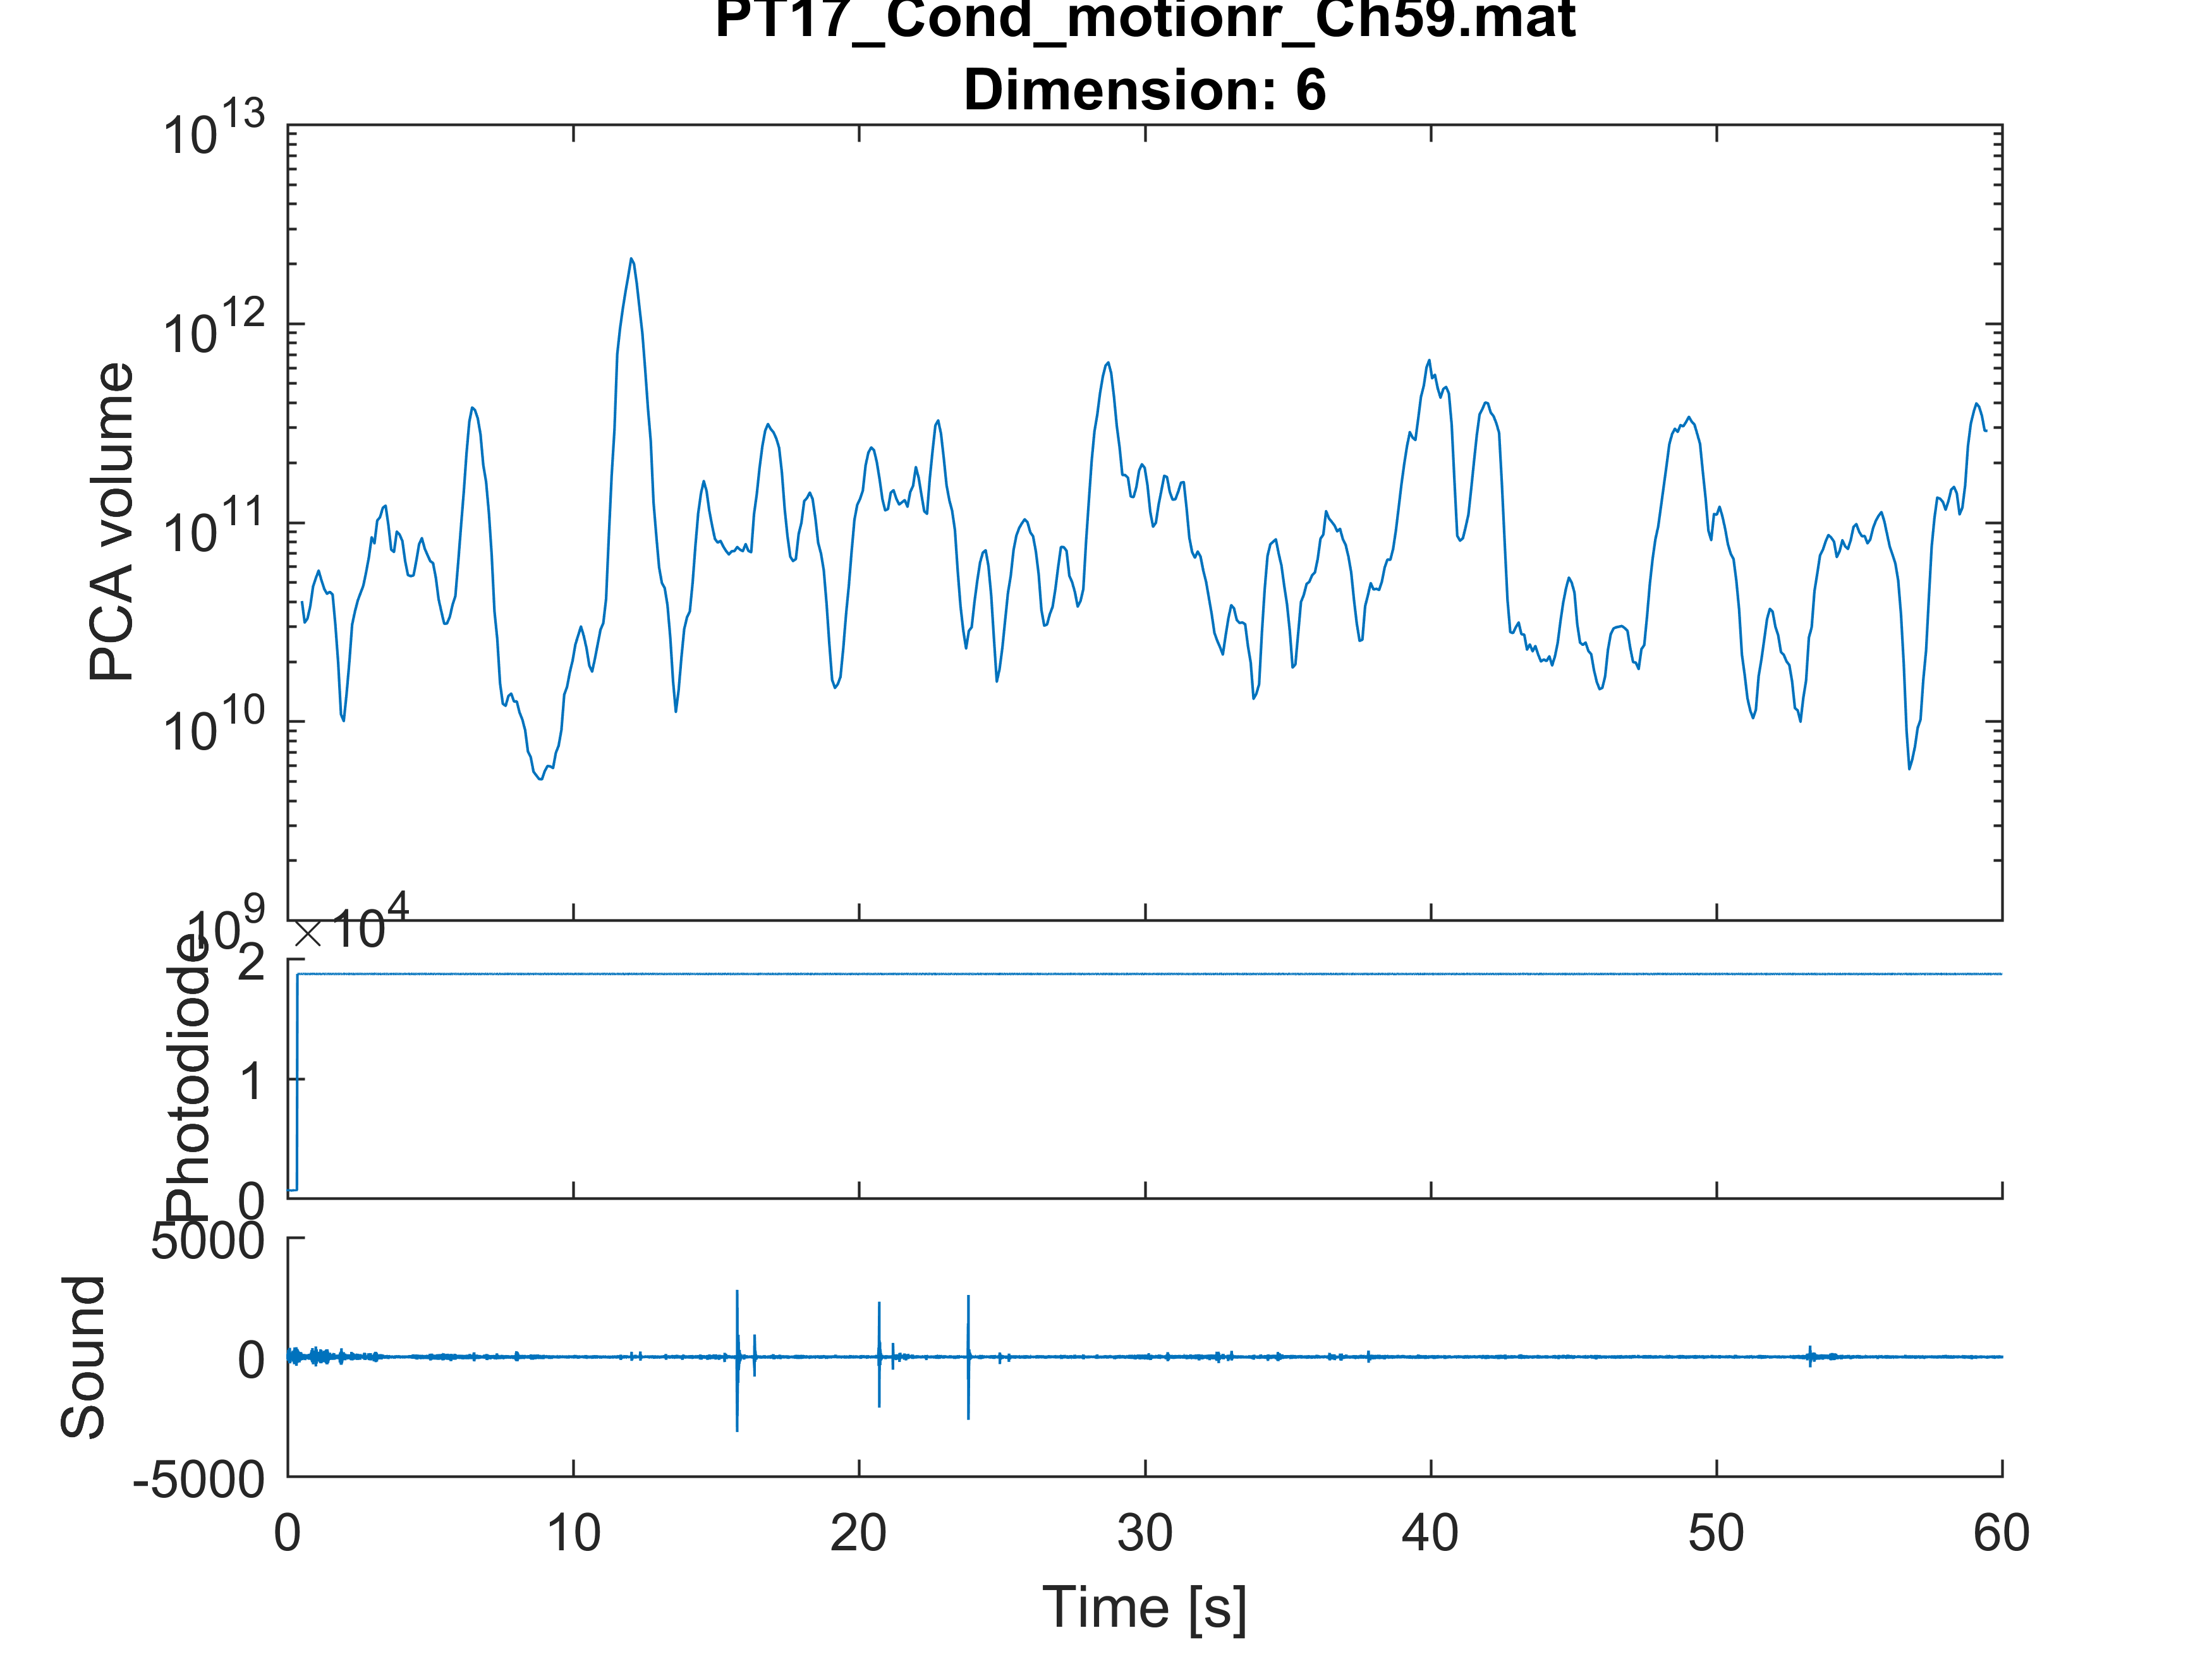 PT17_Cond_motionr_Ch59.mat
Dimension: 6
PCA volume
10^13
10^12
10^11
10^10
10^9
× 10^4
Photodiode
2
1
0
Sound
5000
0
-5000
0 10 20 30 40 50 60
Time [s]